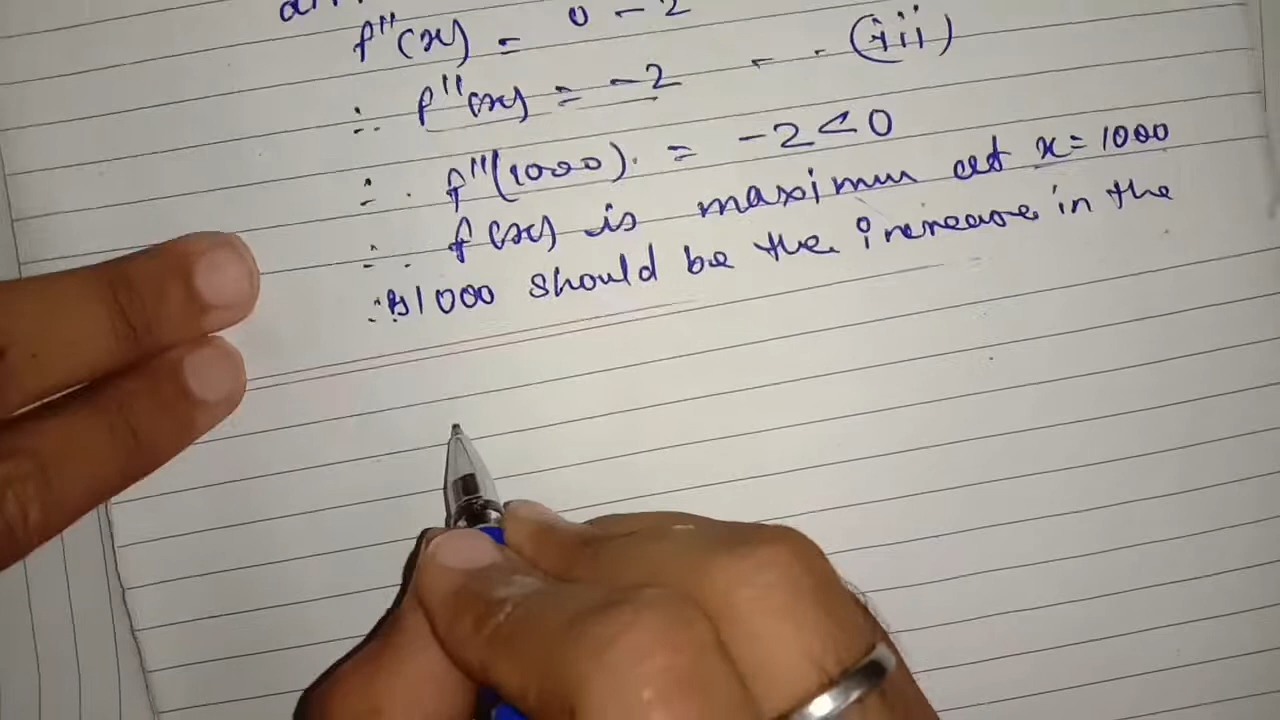 f''(x) = 0 - 2
∴ f''(x) = -2 - - (iii)
∴ f''(1000) = -2 < 0
∴ f(x) is maximum at x = 1000
∴ 1000 should be the increase in the